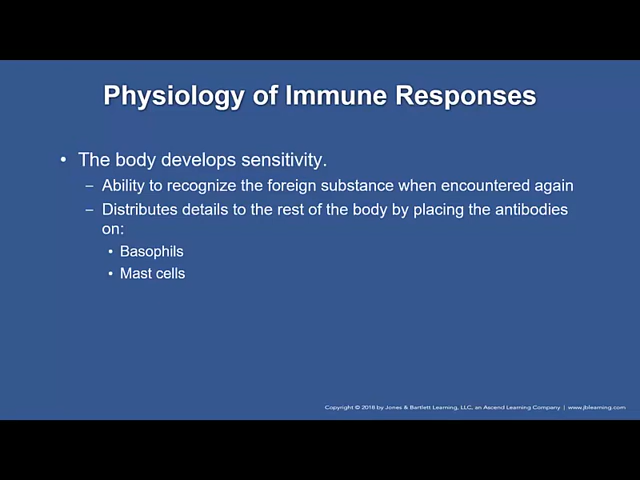 Physiology of Immune Responses
• The body develops sensitivity.
– Ability to recognize the foreign substance when encountered again
– Distributes details to the rest of the body by placing the antibodies
on:
• Basophils
• Mast cells
Copyright © 2018 by Jones & Bartlett Learning, LLC, an Ascend Learning Company | www.jblearning.com